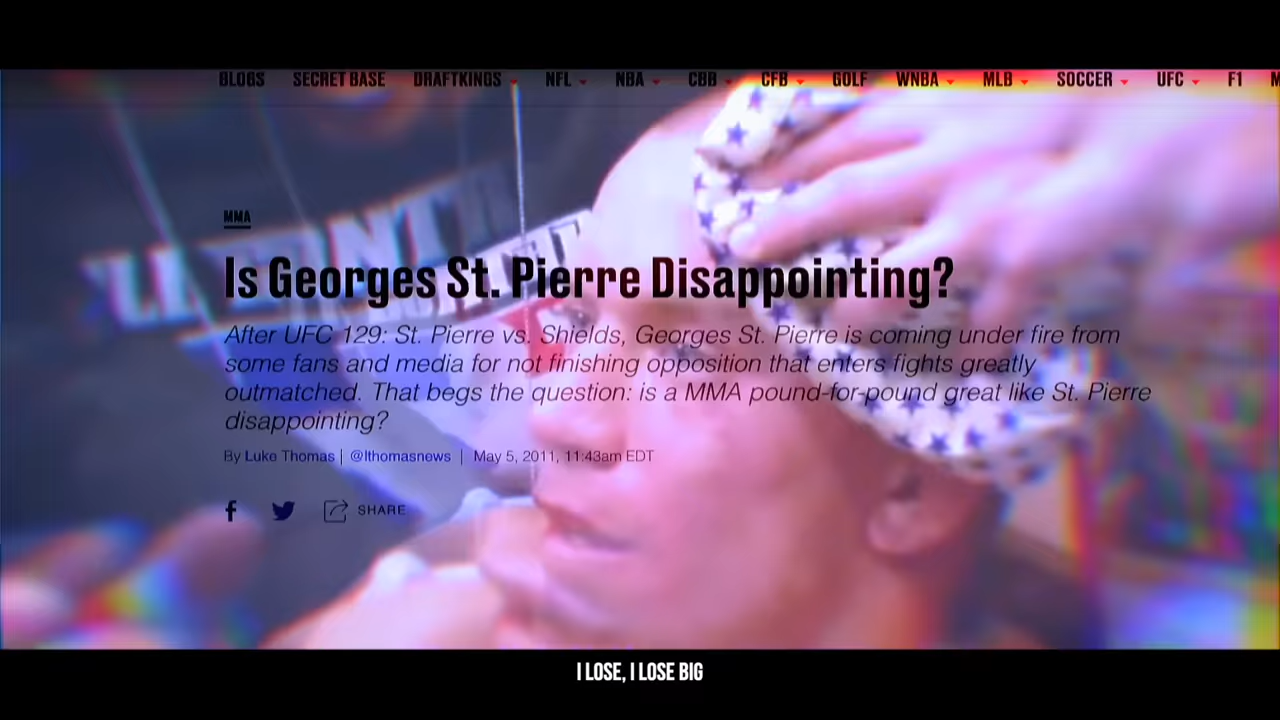 BLOGS SECRET BASE DRAFTKINGS NFL NBA CBB CFB GOLF WNBA MLB SOCCER UFC F1 M
MMA
Is Georges St. Pierre Disappointing?
After UFC 129: St. Pierre vs. Shields, Georges St. Pierre is coming under fire from
some fans and media for not finishing opposition that enters fights greatly
outmatched. That begs the question: is a MMA pound-for-pound great like St. Pierre
disappointing?
By Luke Thomas | @lthomasnews | May 5, 2011, 11:43am EDT
SHARE
I LOSE, I LOSE BIG